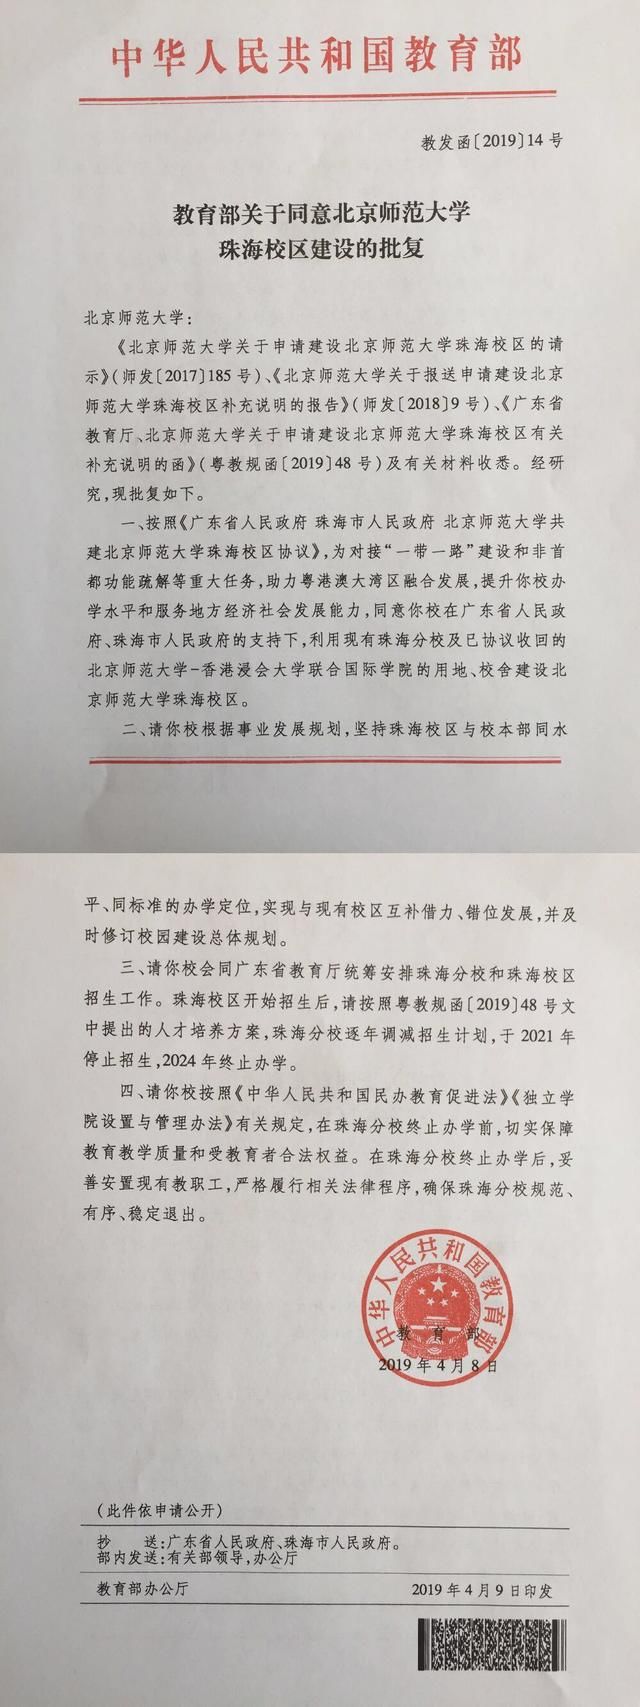 中华人民共和国教育部
教发函〔2019〕14号
教育部关于同意北京师范大学
珠海校区建设的批复
北京师范大学：
《北京师范大学关于申请建设北京师范大学珠海校区的请
示》（师发〔2017〕185号）、《北京师范大学关于报送申请建设北京
师范大学珠海校区补充说明的报告》（师发〔2018〕9号）、《广东省
教育厅、北京师范大学关于申请建设北京师范大学珠海校区有关
补充说明的函》（粤教规函〔2019〕48号）及有关材料收悉。经研
究，现批复如下。
一、按照《广东省人民政府 珠海市人民政府 北京师范大学共
建北京师范大学珠海校区协议》，为对接“一带一路”建设和非首
都功能疏解等重大任务，助力粤港澳大湾区融合发展，提升你校办
学水平和服务地方经济社会发展能力，同意你校在广东省人民政
府、珠海市人民政府的支持下，利用现有珠海分校及已协议收回的
北京师范大学-香港浸会大学联合国际学院的用地、校舍建设北
京师范大学珠海校区。
二、请你校根据事业发展规划，坚持珠海校区与校本部同水
平、同标准的办学定位，实现与现有校区互补借力、错位发展，并及
时修订校园建设总体规划。
三、请你校会同广东省教育厅统筹安排珠海分校和珠海校区
招生工作。珠海校区开始招生后，请按照粤教规函〔2019〕48号文
中提出的人才培养方案，珠海分校逐年调减招生计划，于2021年
停止招生，2024年终止办学。
四、请你校按照《中华人民共和国民办教育促进法》《独立学
院设置与管理办法》有关规定，在珠海分校终止办学前，切实保障
教育教学质量和受教育者合法权益。在珠海分校终止办学后，妥
善安置现有教职工，严格履行相关法律程序，确保珠海分校规范、
有序、稳定退出。
中华人民共和国教育部
教 育 部
2019年4月8日
（此件依申请公开）
抄 送：广东省人民政府、珠海市人民政府。
部内发送：有关部领导，办公厅
教育部办公厅 2019年4月9日印发